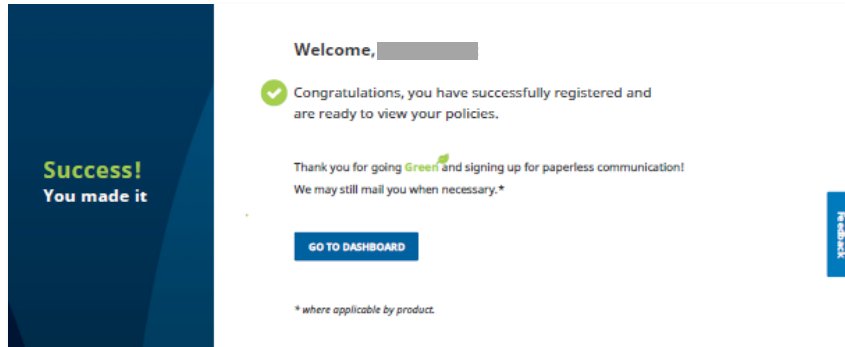 Welcome,
Congratulations, you have successfully registered and
are ready to view your policies.
Success!
You made it
Thank you for going Green and signing up for paperless communication!
We may still mail you when necessary.*
GO TO DASHBOARD
Feedback
* where applicable by product.